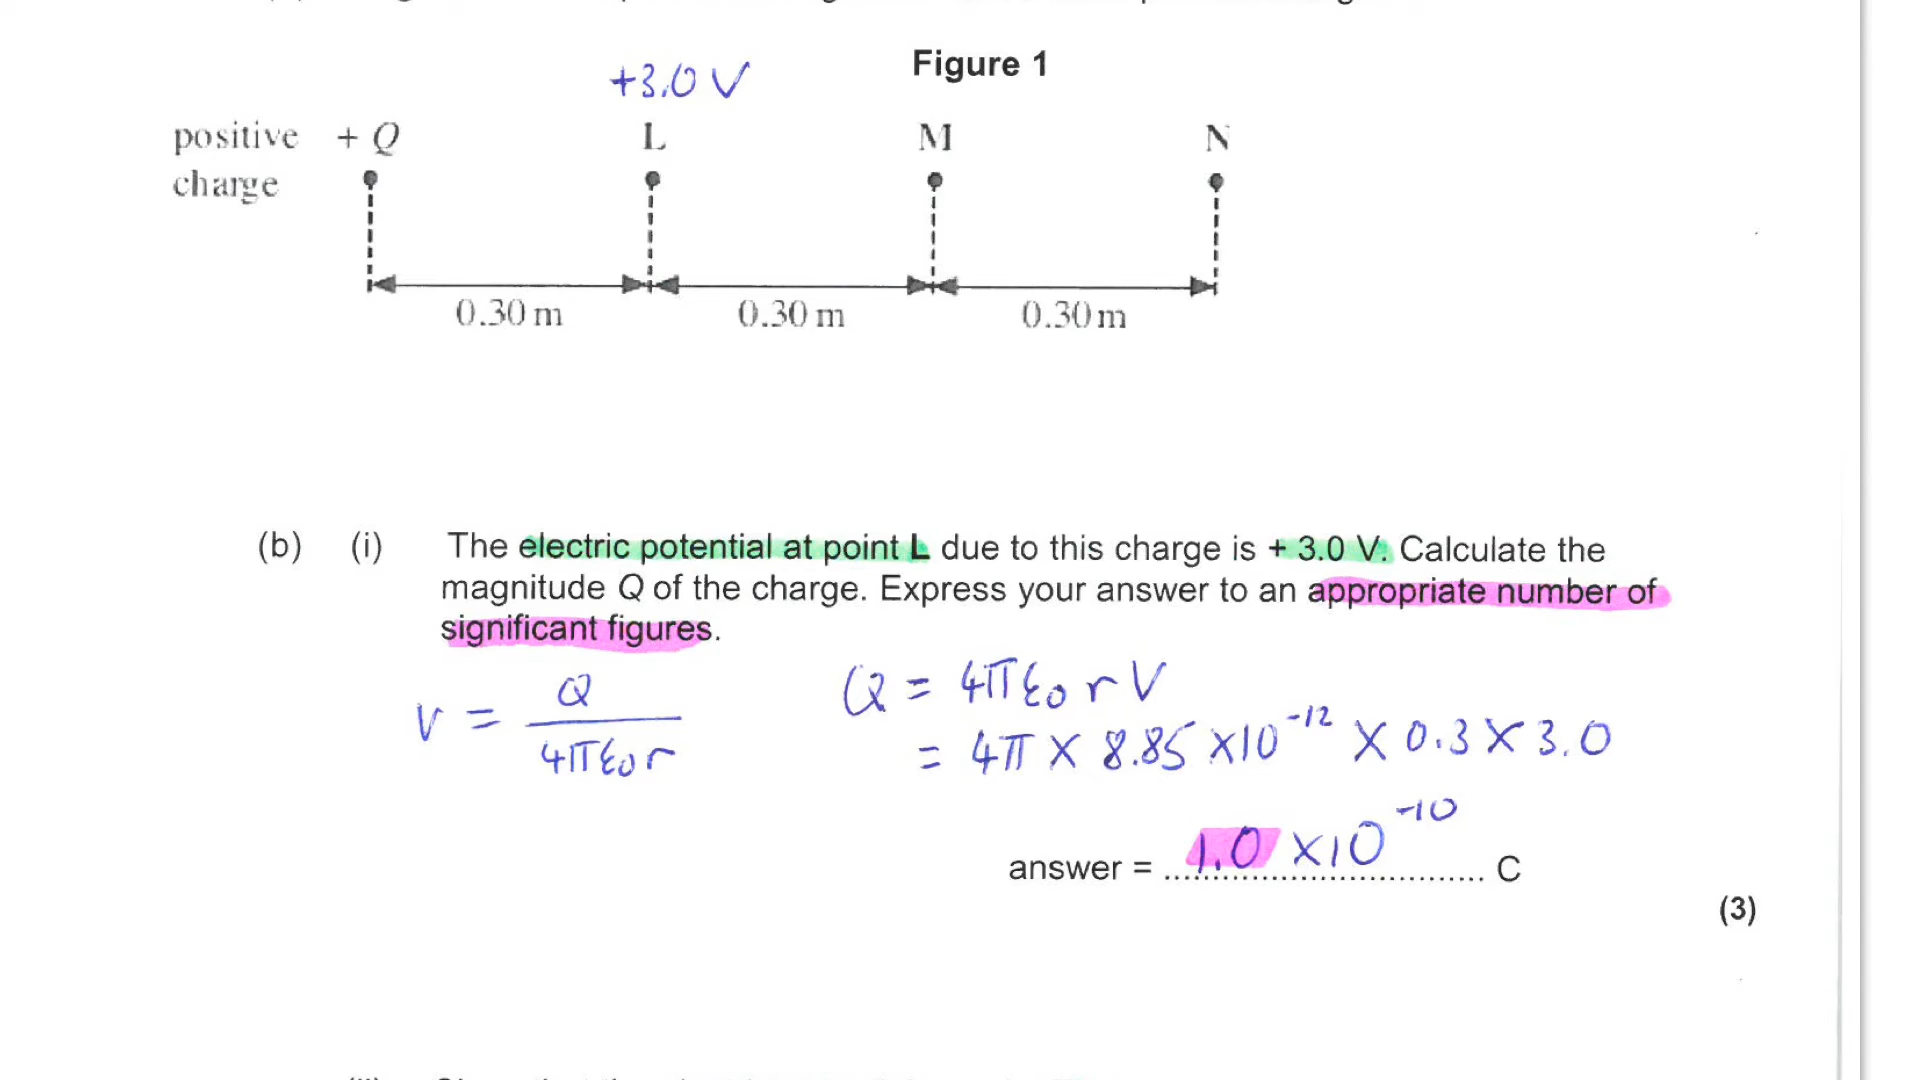 Figure 1
+3.0 V
positive + Q L M N
charge
0.30 m 0.30 m 0.30 m
(b) (i) The electric potential at point L due to this charge is + 3.0 V. Calculate the
magnitude Q of the charge. Express your answer to an appropriate number of
significant figures.
V = Q / 4πε0 r
Q = 4πε0 r V
= 4π × 8.85 ×10⁻¹² × 0.3 × 3.0
answer = 1.0 ×10⁻¹⁰ C
(3)